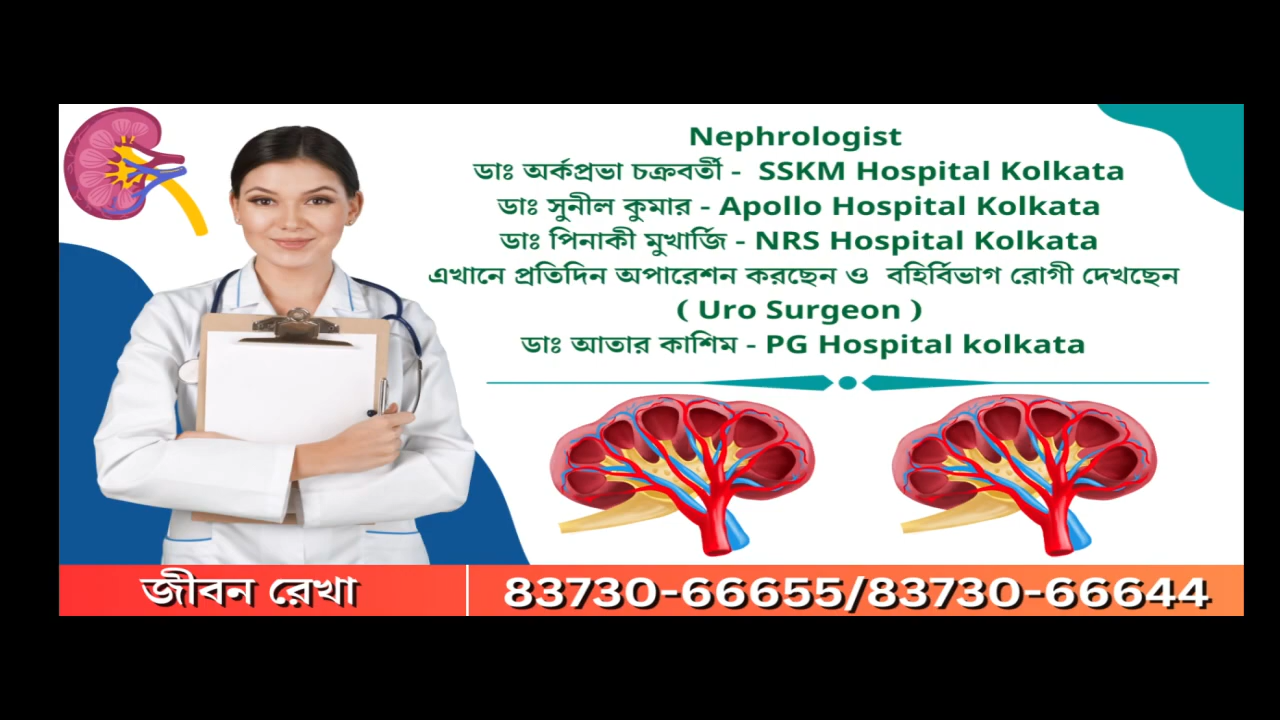 Nephrologist
ডাঃ অর্কপ্রভা চক্রবর্তী - SSKM Hospital Kolkata
ডাঃ সুনীল কুমার - Apollo Hospital Kolkata
ডাঃ পিনাকী মুখার্জি - NRS Hospital Kolkata
এখানে প্রতিদিন অপারেশন করছেন ও বহির্বিভাগ রোগী দেখছেন
( Uro Surgeon )
ডাঃ আতার কাশিম - PG Hospital kolkata
জীবন রেখা
83730-66655/83730-66644